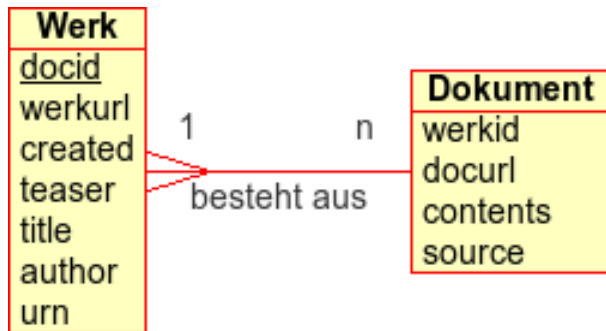 Werk
docid
werkurl
created
teaser
title
author
urn
1
n
besteht aus
Dokument
werkid
docurl
contents
source